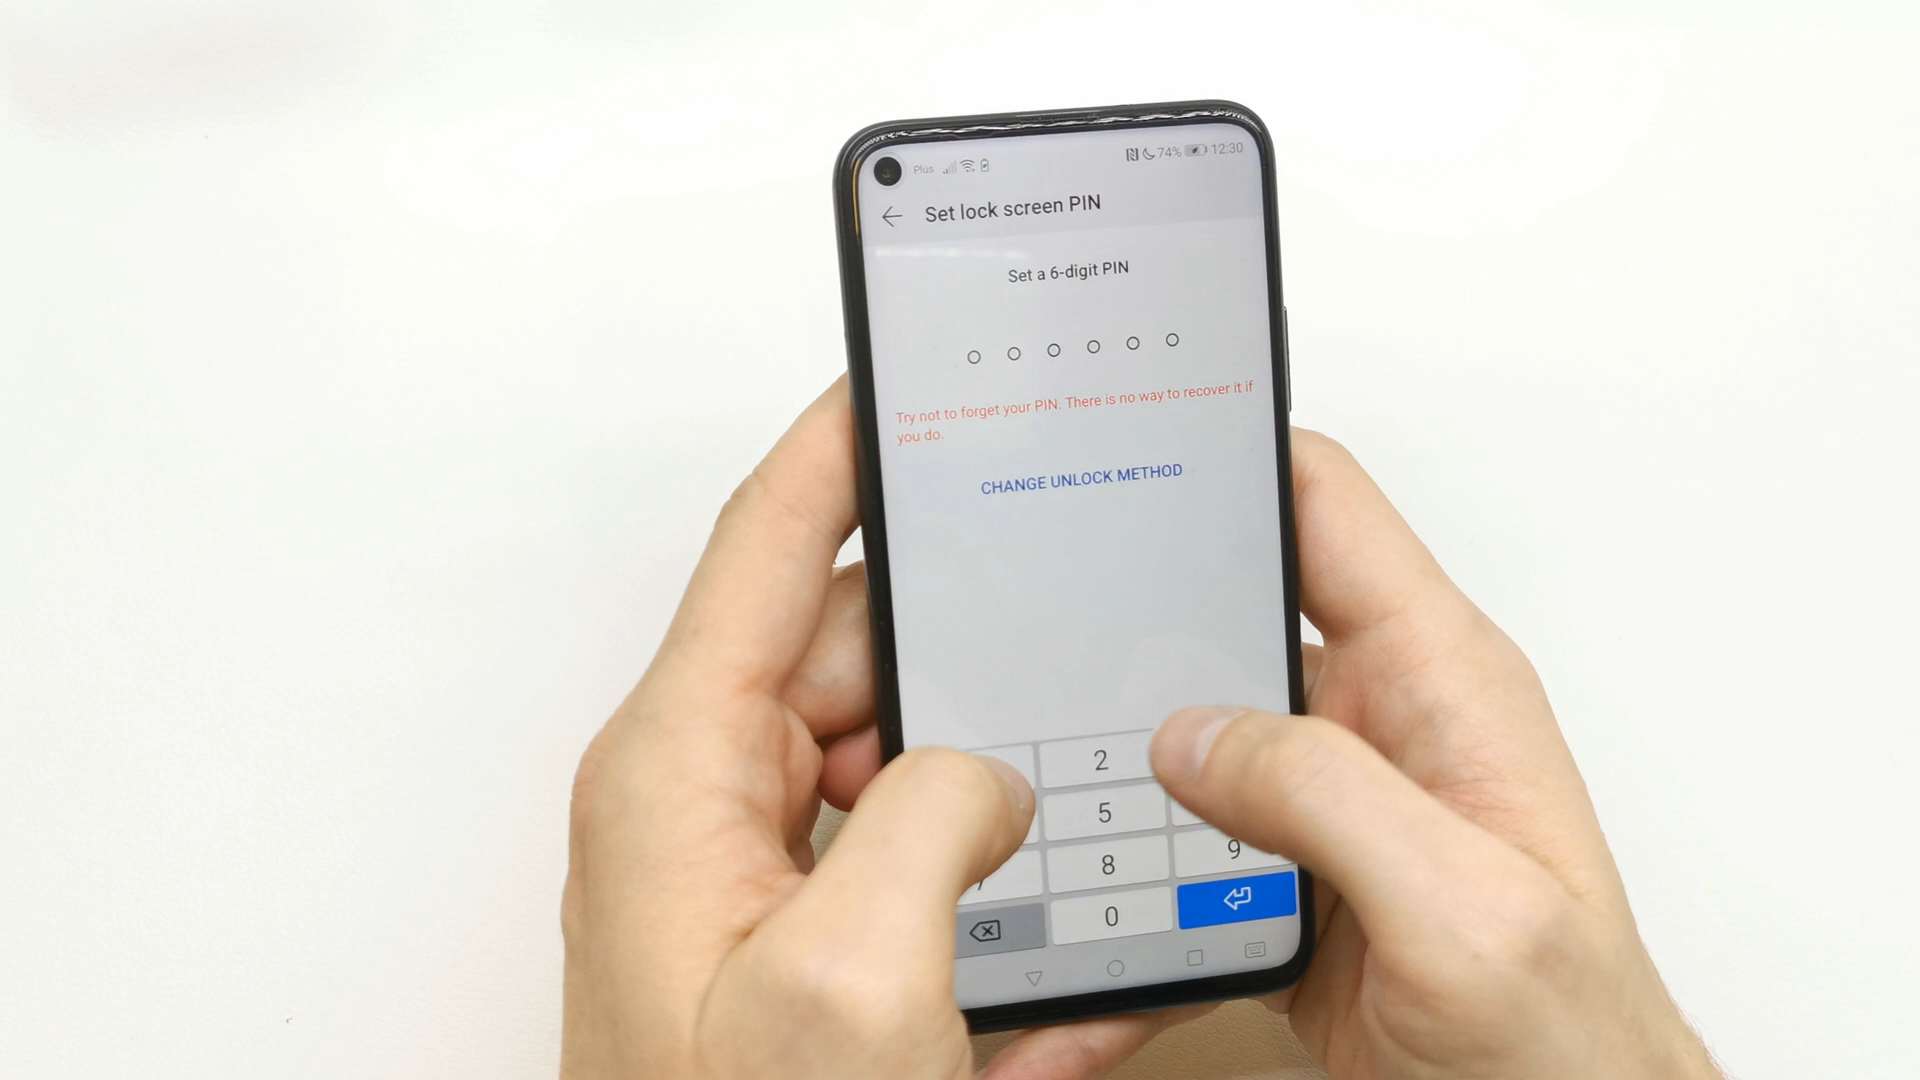 Plus 74% 12:30
Set lock screen PIN
Set a 6-digit PIN
Try not to forget your PIN. There is no way to recover it if
you do.
CHANGE UNLOCK METHOD
2
5
8 9
0